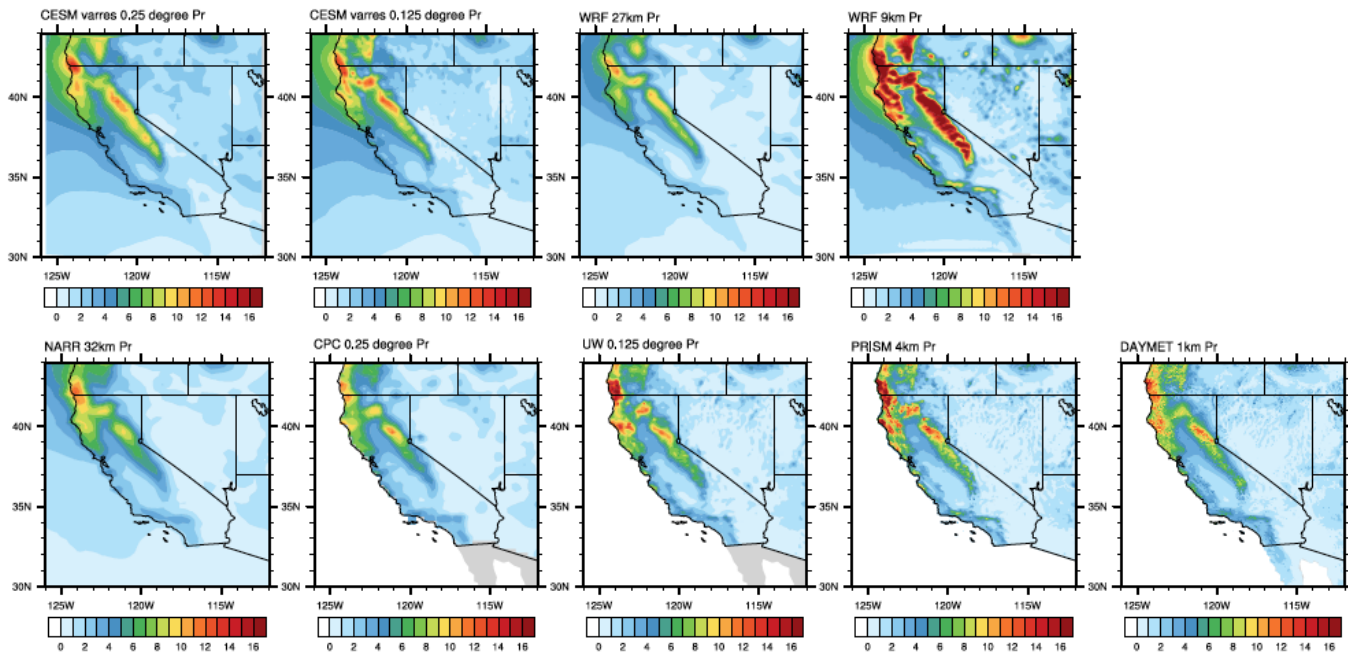 CESM varres 0.25 degree Pr
CESM varres 0.125 degree Pr
WRF 27km Pr
WRF 9km Pr
40N
40N
40N
40N
35N
35N
35N
35N
30N
30N
30N
30N
125W 120W 115W
125W 120W 115W
125W 120W 115W
125W 120W 115W
0 2 4 6 8 10 12 14 16
0 2 4 6 8 10 12 14 16
0 2 4 6 8 10 12 14 16
0 2 4 6 8 10 12 14 16
NARR 32km Pr
CPC 0.25 degree Pr
UW 0.125 degree Pr
PRISM 4km Pr
DAYMET 1km Pr
40N
40N
40N
40N
40N
35N
35N
35N
35N
35N
30N
30N
30N
30N
30N
125W 120W 115W
125W 120W 115W
125W 120W 115W
125W 120W 115W
125W 120W 115W
0 2 4 6 8 10 12 14 16
0 2 4 6 8 10 12 14 16
0 2 4 6 8 10 12 14 16
0 2 4 6 8 10 12 14 16
0 2 4 6 8 10 12 14 16